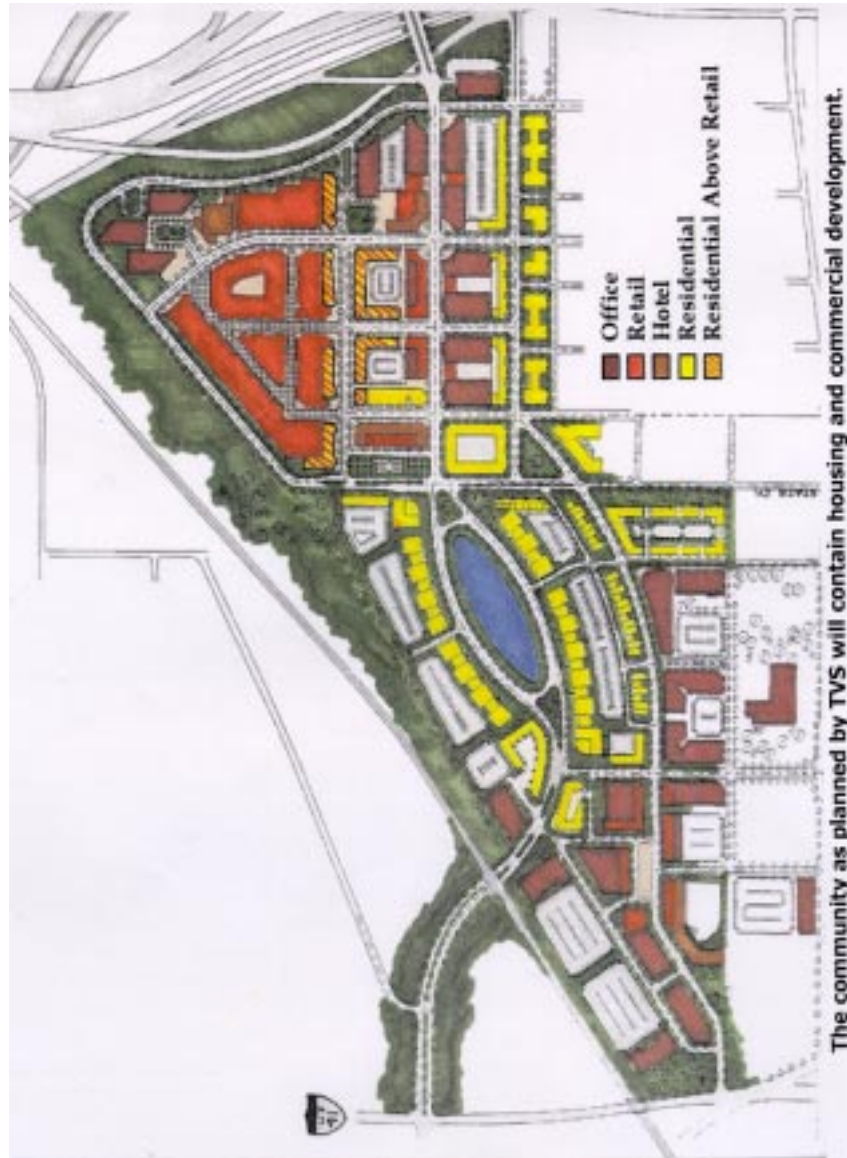 Office
Retail
Hotel
Residential
Residential Above Retail
The community as planned by TVS will contain housing and commercial development.